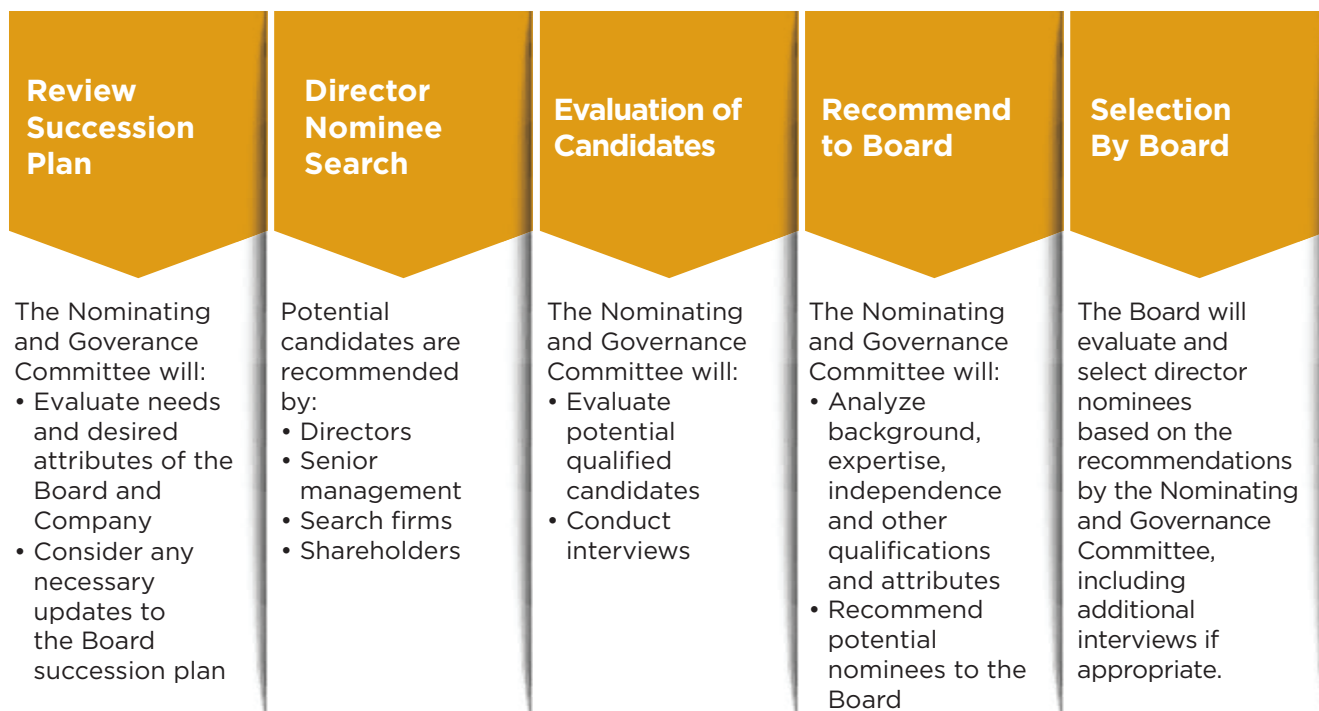 Review
Succession
Plan
The Nominating
and Goverance
Committee will:
• Evaluate needs
and desired
attributes of the
Board and
Company
• Consider any
necessary
updates to
the Board
succession plan
Director
Nominee
Search
Potential
candidates are
recommended
by:
• Directors
• Senior
management
• Search firms
• Shareholders
Evaluation of
Candidates
The Nominating
and Governance
Committee will:
• Evaluate
potential
qualified
candidates
• Conduct
interviews
Recommend
to Board
The Nominating
and Governance
Committee will:
• Analyze
background,
expertise,
independence
and other
qualifications
and attributes
• Recommend
potential
nominees to the
Board
Selection
By Board
The Board will
evaluate and
select director
nominees
based on the
recommendations
by the Nominating
and Governance
Committee,
including
additional
interviews if
appropriate.